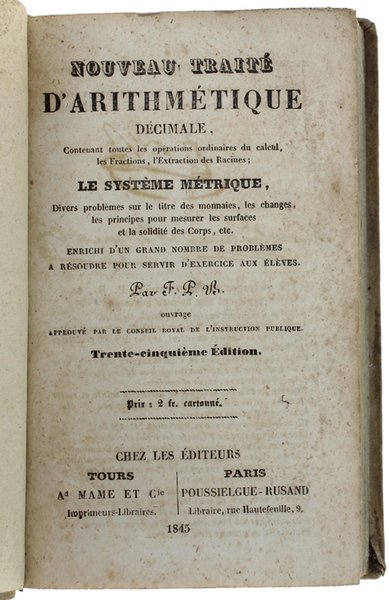 NOUVEAU TRAITÉ
D'ARITHMÉTIQUE
DÉCIMALE,
Contenant toutes les opérations ordinaires du calcul,
les Fractions, l'Extraction des Racines;
LE SYSTÈME MÉTRIQUE,
Divers problèmes sur le titre des monnaies, les changes,
les principes pour mesurer les surfaces
et la solidité des Corps, etc.
ENRICHI D'UN GRAND NOMBRE DE PROBLÈMES
A RÉSOUDRE POUR SERVIR D'EXERCICE AUX ÉLÈVES.
Par F. P. B.
ouvrage
APPROUVÉ PAR LE CONSEIL ROYAL DE L'INSTRUCTION PUBLIQUE.
Trente-cinquième Édition.
Prix : 2 fr. cartonné.
CHEZ LES ÉDITEURS
TOURS
Ad MAME ET Cie
Imprimeurs-Libraires.
PARIS
POUSSIELGUE-RUSAND
Libraire, rue Hautefeuille, 9.
1845